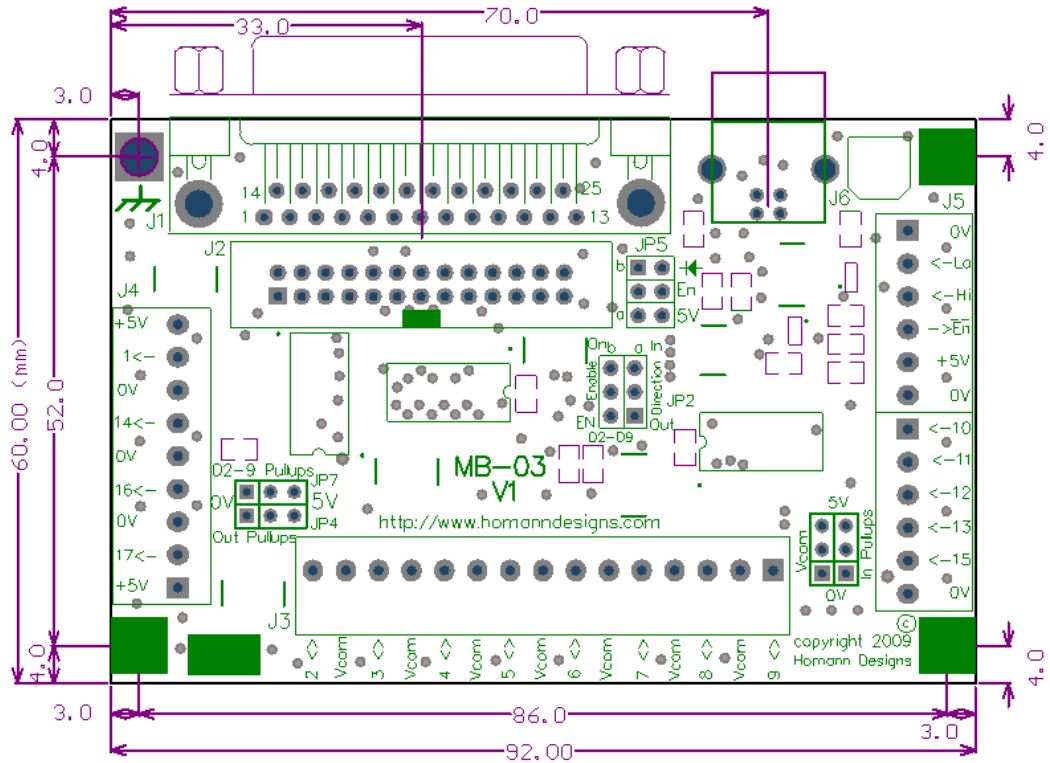 70.0
33.0
3.0
4.0
4.0
60.00 (mm)
52.0
14
25
1
13
J1
J6
J5
J2
JP5
b
En
a
5V
J4
+5V
1<-
0V
14<-
0V
16<-
0V
17<-
+5V
0V
<-Lo
<-Hi
->En
+5V
0V
<-10
<-11
<-12
<-13
<-15
0V
On
b
a
In
Enable
Direction
JP2
EN
Out
D2-D9
MB-03
V1
http://www.homanndesigns.com
D2-9 Pullups
JP7
0V
5V
JP4
Out Pullups
5V
Vcom
In Pullups
0V
J3
2 <>
Vcom
3 <>
Vcom
4 <>
Vcom
5 <>
Vcom
6 <>
Vcom
7 <>
Vcom
8 <>
Vcom
9 <>
©
copyright 2009
Homann Designs
4.0
4.0
3.0
86.0
3.0
92.00